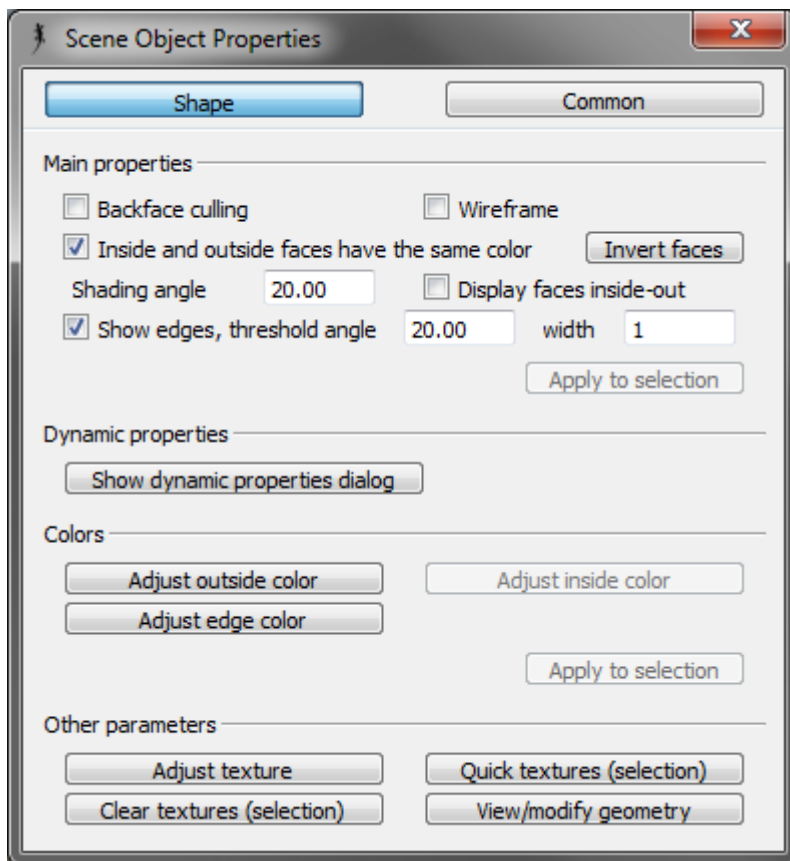 Scene Object Properties
Shape Common
Main properties
Backface culling Wireframe
Inside and outside faces have the same color Invert faces
Shading angle 20.00 Display faces inside-out
Show edges, threshold angle 20.00 width 1
Apply to selection
Dynamic properties
Show dynamic properties dialog
Colors
Adjust outside color Adjust inside color
Adjust edge color
Apply to selection
Other parameters
Adjust texture Quick textures (selection)
Clear textures (selection) View/modify geometry